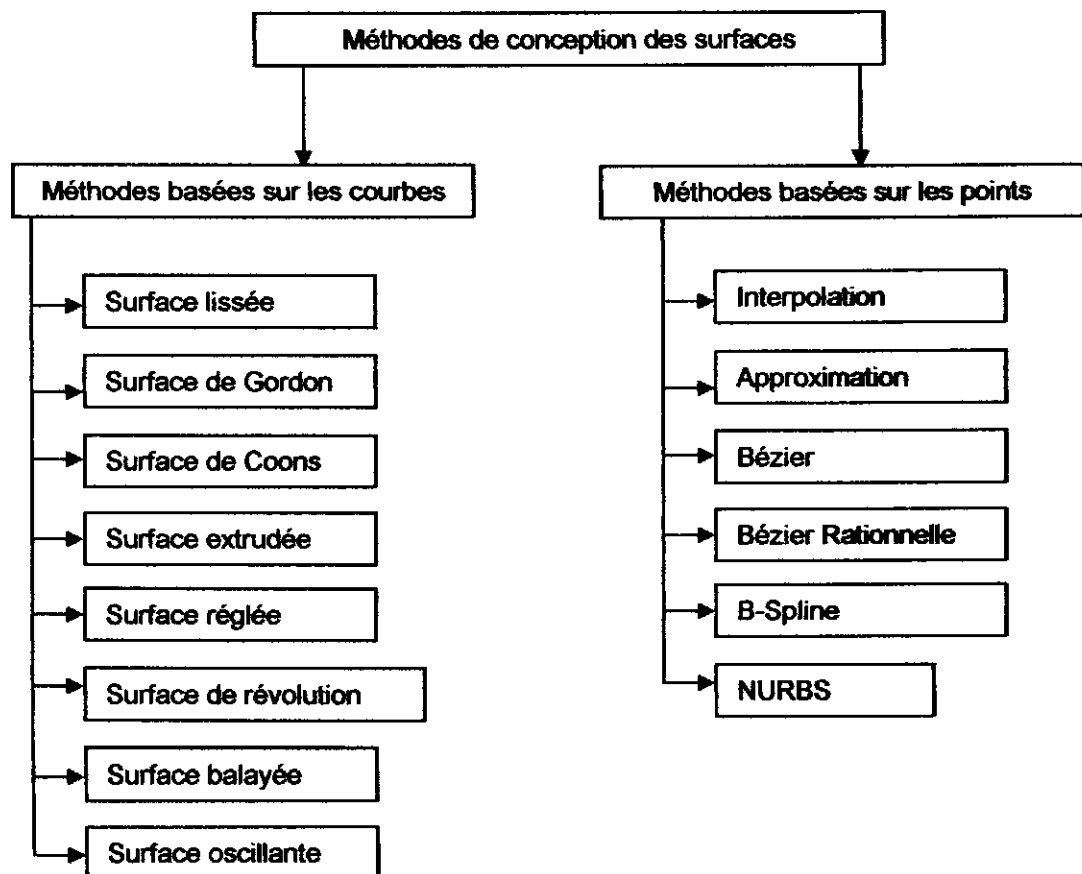 Méthodes de conception des surfaces
Méthodes basées sur les courbes
Surface lissée
Surface de Gordon
Surface de Coons
Surface extrudée
Surface réglée
Surface de révolution
Surface balayée
Surface oscillante
Méthodes basées sur les points
Interpolation
Approximation
Bézier
Bézier Rationnelle
B-Spline
NURBS